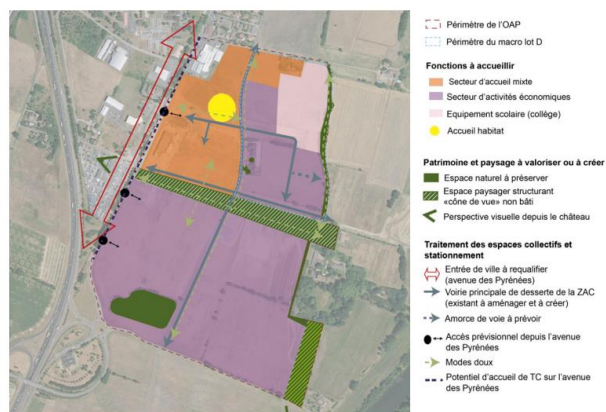 Périmètre de l'OAP
Périmètre du macro lot D
Fonctions à accueillir
Secteur d'accueil mixte
Secteur d'activités économiques
Equipement scolaire (collège)
Accueil habitat
Patrimoine et paysage à valoriser ou à créer
Espace naturel à préserver
Espace paysager structurant
«cône de vue» non bâti
Perspective visuelle depuis le château
Traitement des espaces collectifs et
stationnement
Entrée de ville à requalifier
(avenue des Pyrénées)
Voirie principale de desserte de la ZAC
(existant à aménager et à créer)
Amorce de voie à prévoir
Accès prévisionnel depuis l'avenue
des Pyrénées
Modes doux
Potentiel d'accueil de TC sur l'avenue
des Pyrénées